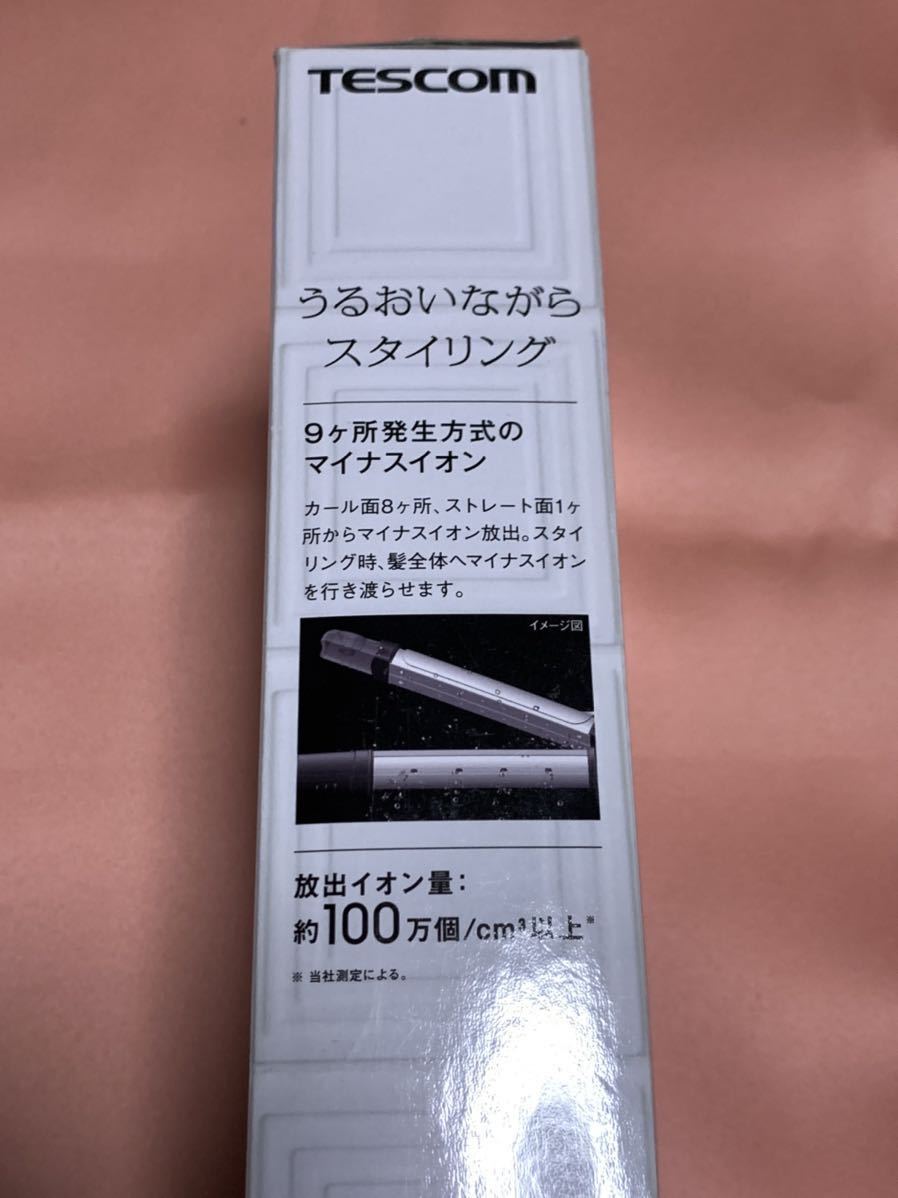 TESCOM
うるおいながら
スタイリング
9ヶ所発生方式の
マイナスイオン
カール面8ヶ所、ストレート面1ヶ
所からマイナスイオン放出。スタイ
リング時、髪全体へマイナスイオン
を行き渡らせます。
イメージ図
放出イオン量:
約100万個/cm³以上※
※ 当社測定による。